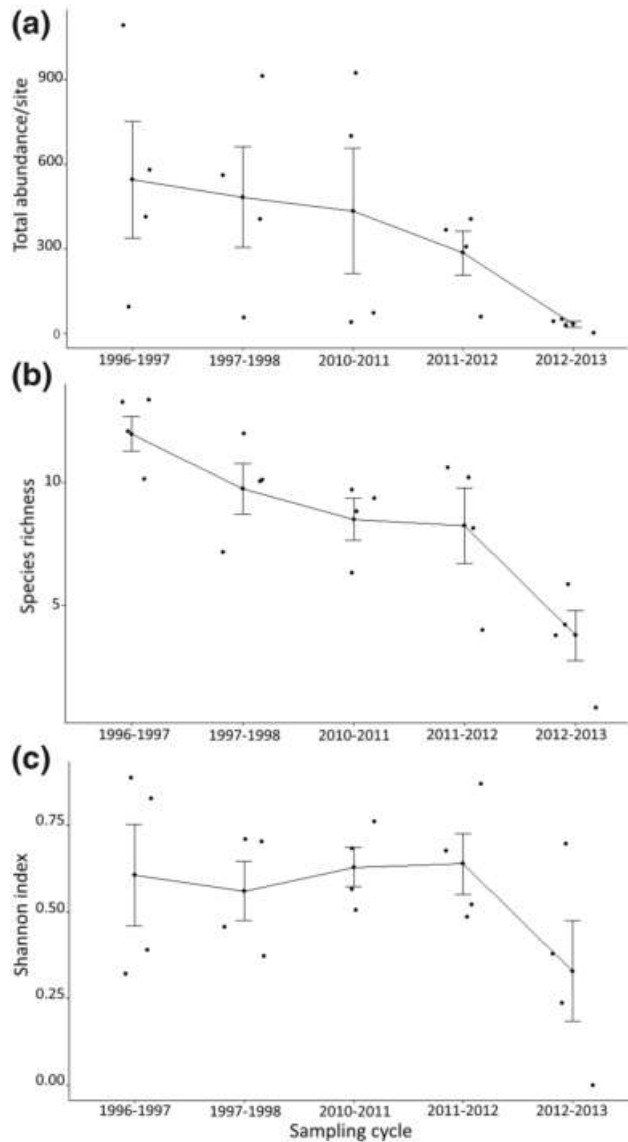 (a)
Total abundance/site
900
600
300
0
1996-1997 1997-1998 2010-2011 2011-2012 2012-2013
(b)
Species richness
10
5
1996-1997 1997-1998 2010-2011 2011-2012 2012-2013
(c)
Shannon index
0.75
0.50
0.25
0.00
1996-1997 1997-1998 2010-2011 2011-2012 2012-2013
Sampling cycle